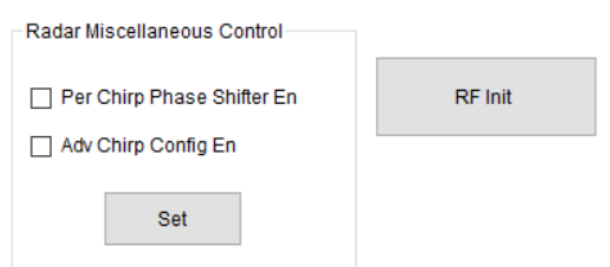 Radar Miscellaneous Control
Per Chirp Phase Shifter En
RF Init
Adv Chirp Config En
Set